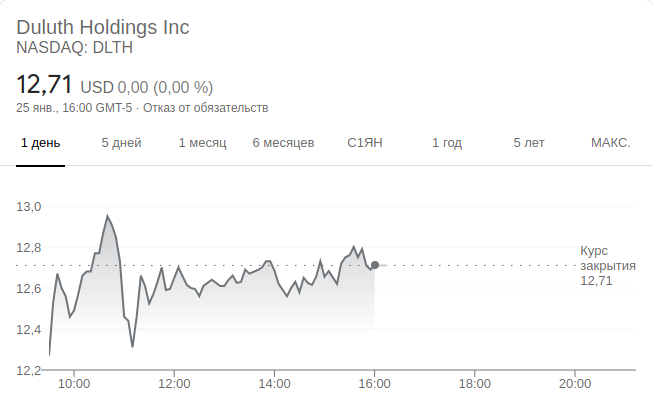 Duluth Holdings Inc
NASDAQ: DLTH
12,71 USD 0,00 (0,00 %)
25 янв., 16:00 GMT-5 · Отказ от обязательств
1 день 5 дней 1 месяц 6 месяцев С1ЯН 1 год 5 лет МАКС.
13,0
12,8
Курс
закрытия
12,71
12,6
12,4
12,2
10:00 12:00 14:00 16:00 18:00 20:00